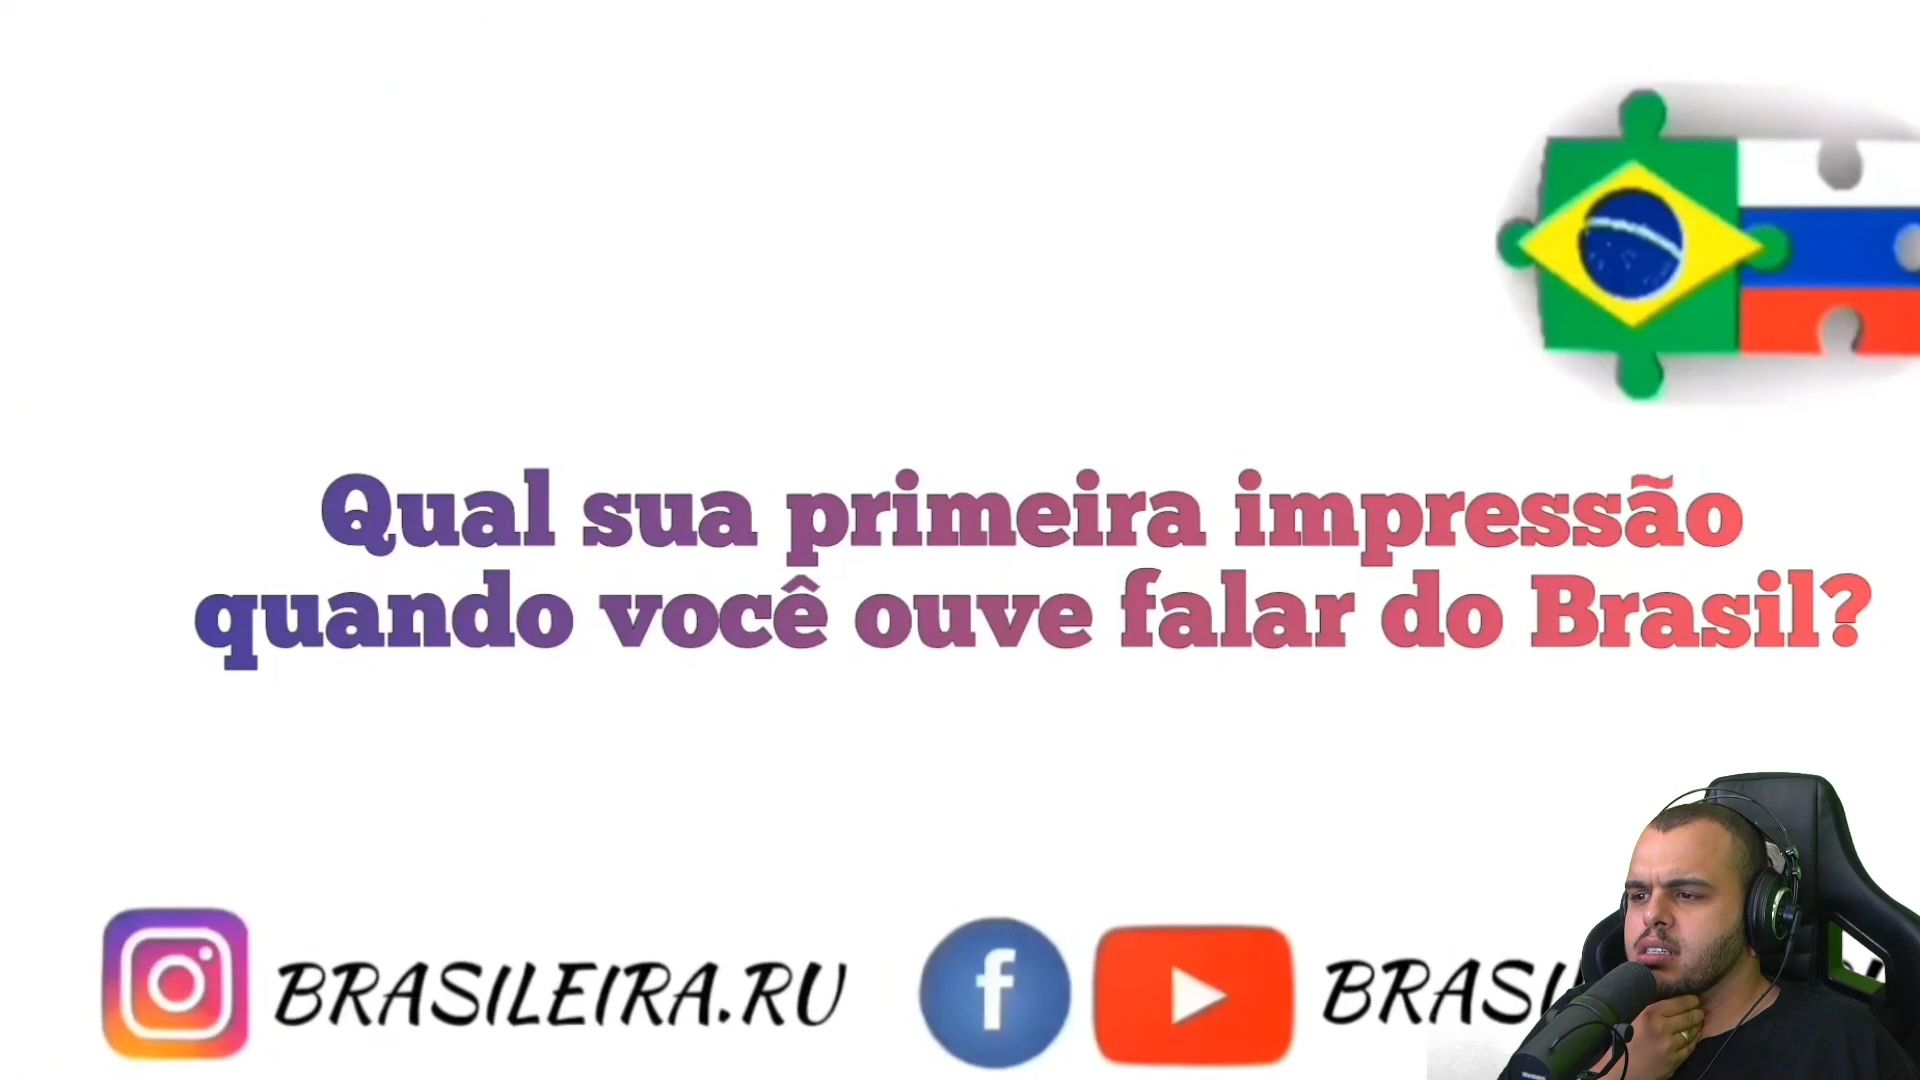 Qual sua primeira impressão
quando você ouve falar do Brasil?
BRASILEIRA.RU